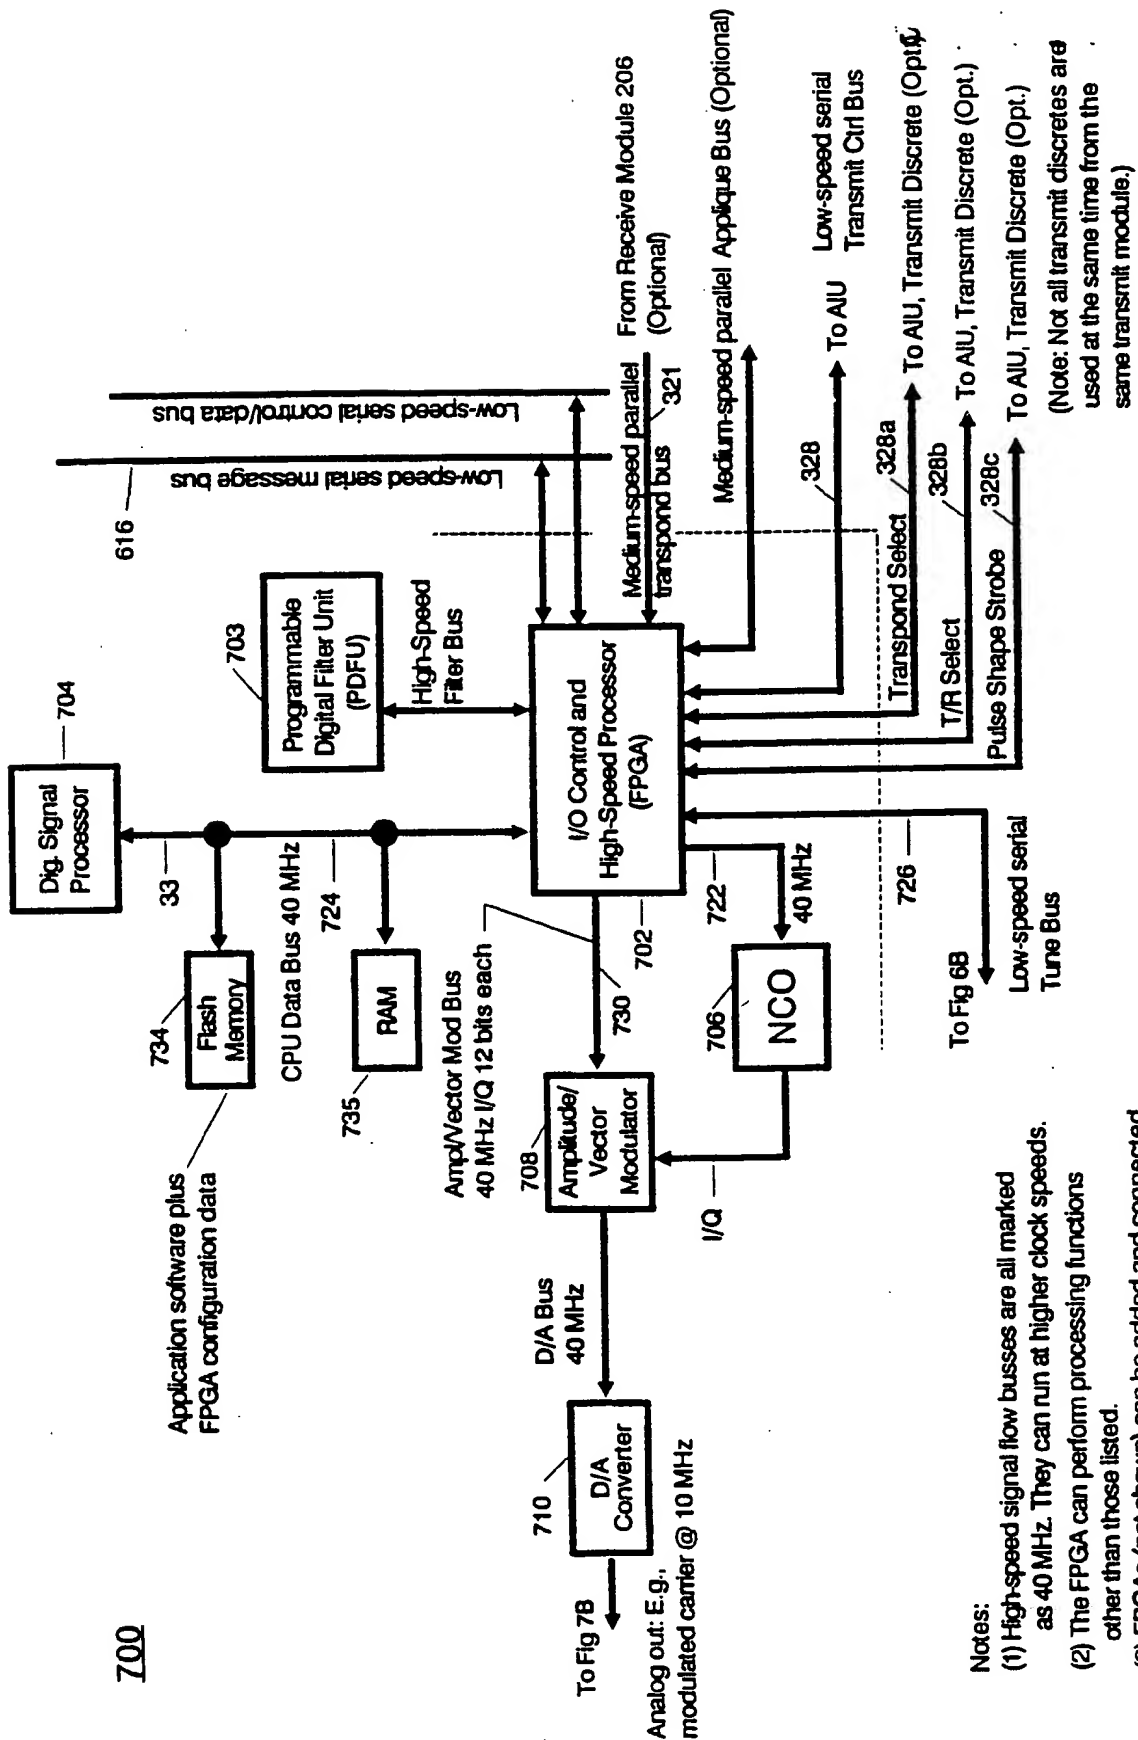 700
704
Dig. Signal
Processor
33
734
Flash
Memory
Application software plus
FPGA configuration data
CPU Data Bus 40 MHz
724
735
RAM
703
Programmable
Digital Filter Unit
(PDFU)
High-Speed
Filter Bus
616
Low-speed serial message bus
Low-speed serial control/data bus
Medium-speed parallel
transpond bus
321
From Receive Module 206
(Optional)
Medium-speed parallel Applique Bus (Optional)
I/O Control and
High-Speed Processor
(FPGA)
702
Ampl/Vector Mod Bus
40 MHz I/Q 12 bits each
730
708
Amplitude/
Vector
Modulator
D/A Bus
40 MHz
710
D/A
Converter
To Fig 7B
Analog out: E.g.,
modulated carrier @ 10 MHz
I/Q
706
NCO
722
40 MHz
726
To Fig 6B
Low-speed serial
Tune Bus
328
To AIU
Low-speed serial
Transmit Ctrl Bus
Transpond Select
328a
To AIU, Transmit Discrete
T/R Select
328b
To AIU, Transmit Discrete (Opt.)
Pulse Shape Strobe
328c
To AIU, Transmit Discrete (Opt.)
(Note: Not all transmit discretes are
used at the same time from the
same transmit module.)
Notes:
(1) High-speed signal flow busses are all marked
as 40 MHz. They can run at higher clock speeds.
(2) The FPGA can perform processing functions
other than those listed.
(not shown) can be added and connected